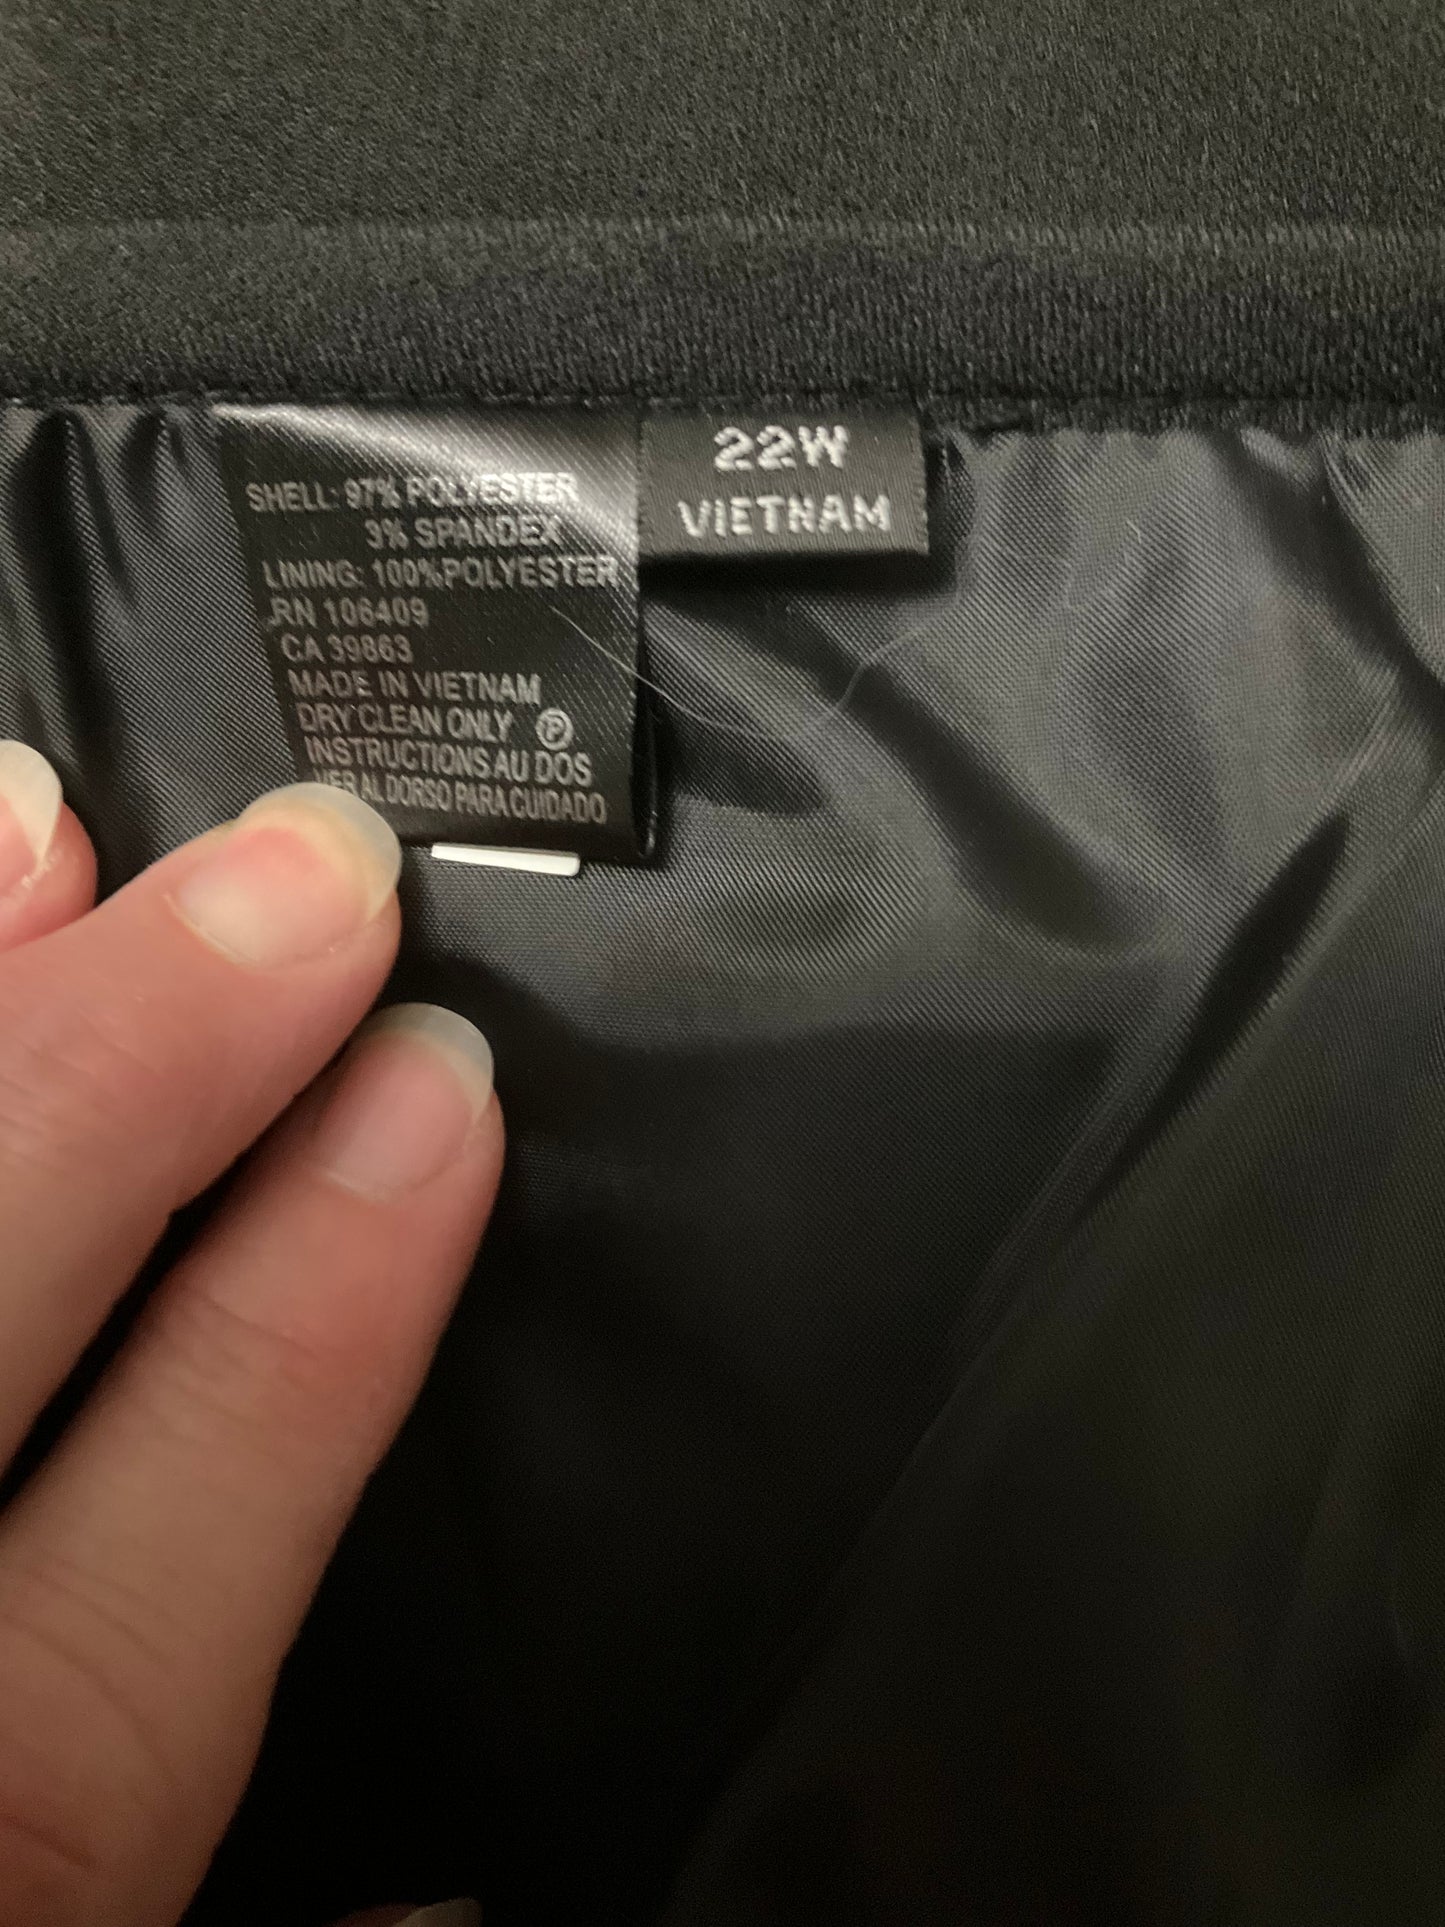 SHELL: 97% POLYESTER
3% SPANDEX
LINING: 100%POLYESTER
RN 106409
CA 39863
MADE IN VIETNAM
DRY CLEAN ONLY Ⓟ
INSTRUCTIONS AU DOS
VER AL DORSO PARA CUIDADO
22W
VIETNAM